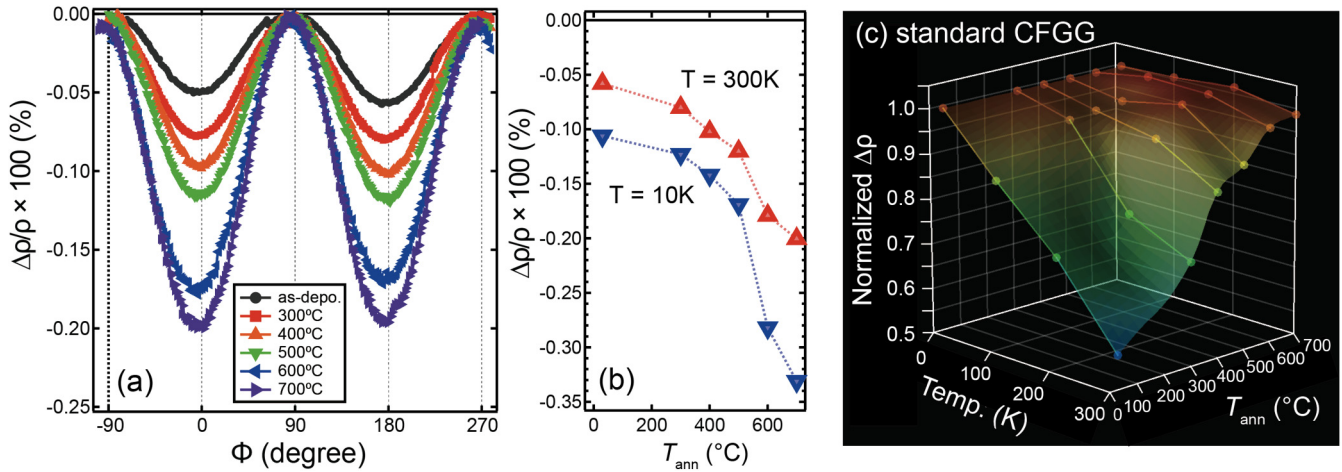 0.00
-0.05
-0.10
-0.15
-0.20
-0.25
Δρ/ρ × 100 (%)
-90
0
90
180
270
Φ (degree)
(a)
as-depo.
300ºC
400ºC
500ºC
600ºC
700ºC
0.00
-0.05
-0.10
-0.15
-0.20
-0.25
-0.30
-0.35
Δρ/ρ × 100 (%)
T = 300K
T = 10K
(b)
0
200
400
600
T ann (°C)
(c) standard CFGG
1.0
0.9
0.8
0.7
0.6
0.5
Normalized Δρ
0
100
200
300
Temp. (K)
0
100
200
300
400
500
600
700
T ann (°C)